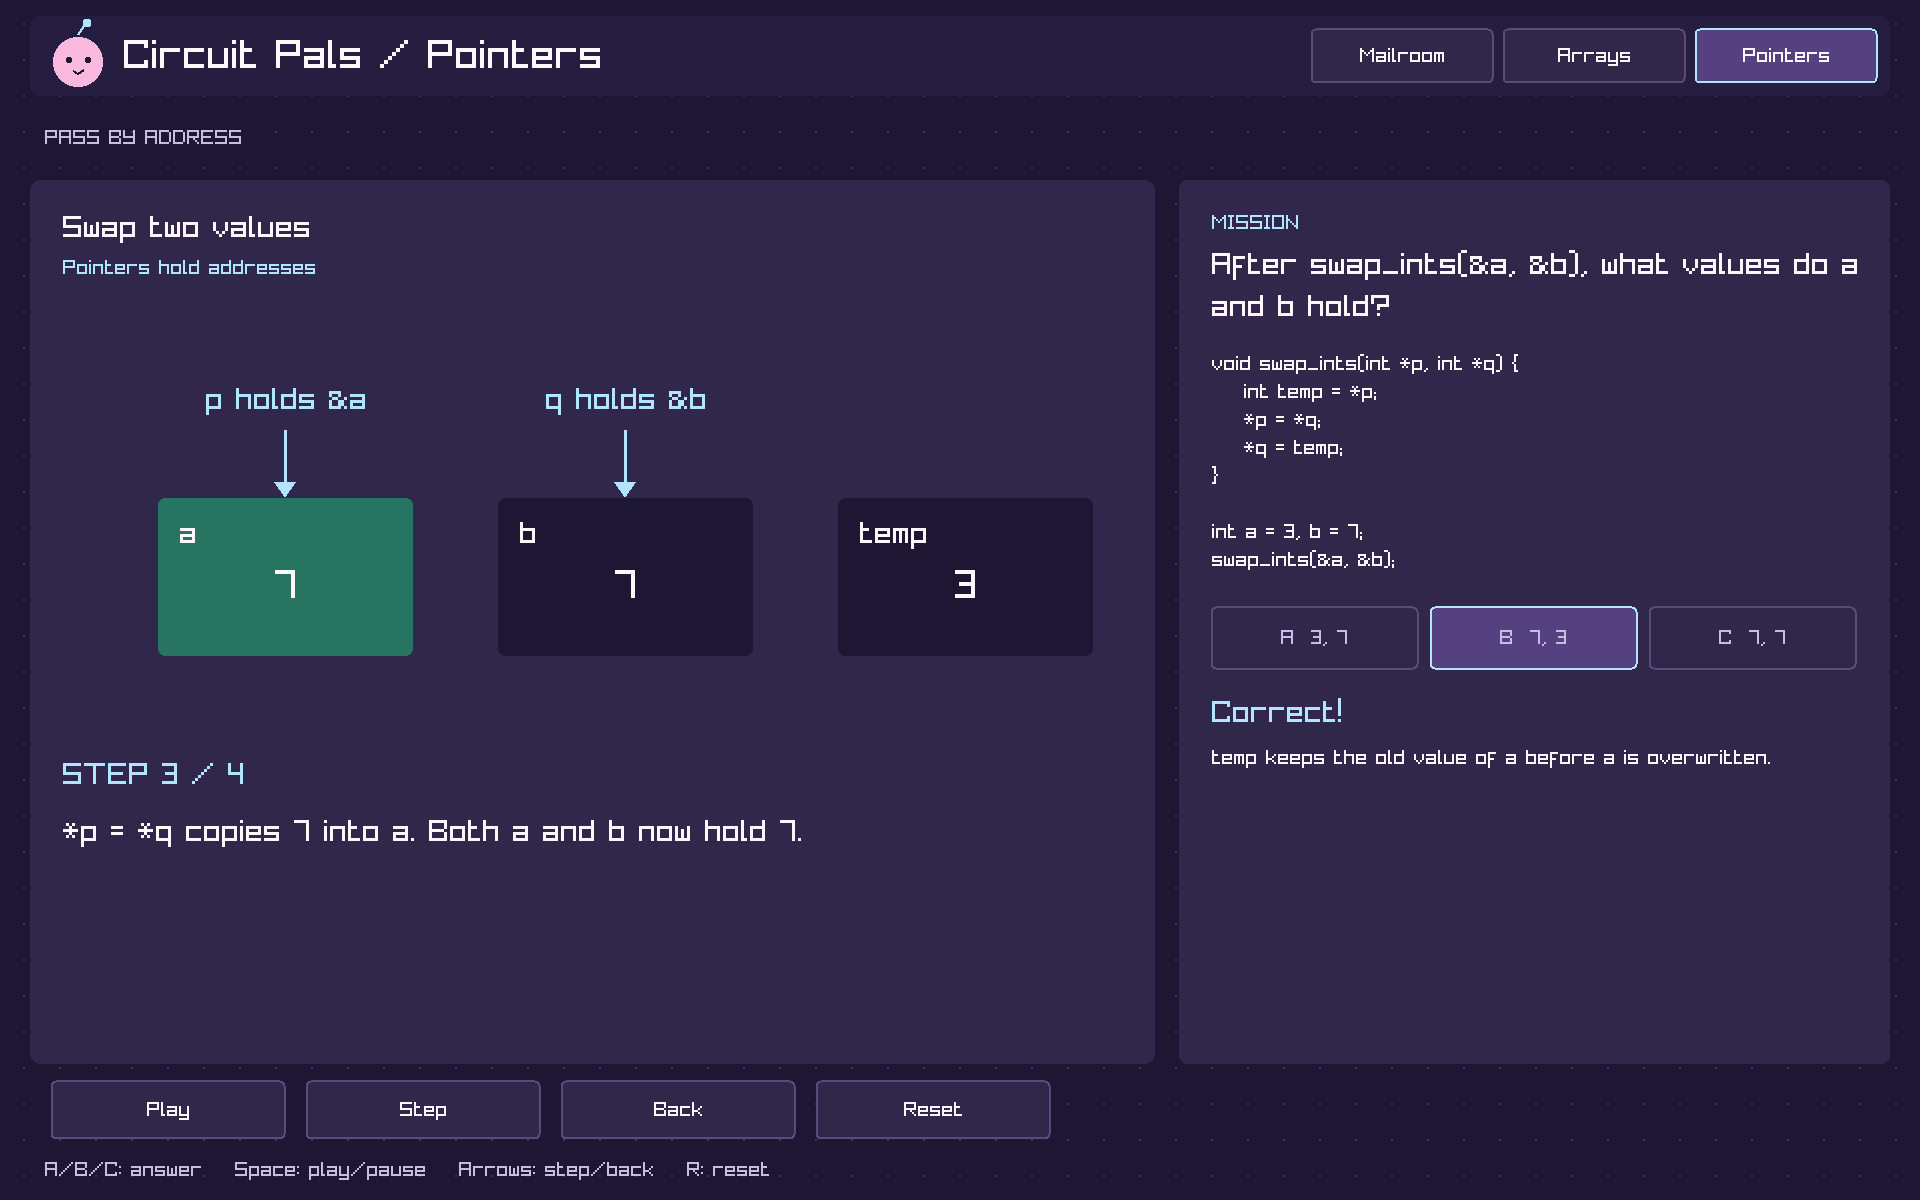 Circuit Pals / Pointers
Mailroom
Arrays
Pointers
PASS BY ADDRESS
Swap two values
Pointers hold addresses
p holds &a
q holds &b
a
7
b
7
temp
3
STEP 3 / 4
*p = *q copies 7 into a. Both a and b now hold 7.
MISSION
After swap_ints(&a, &b), what values do a
and b hold?
void swap_ints(int *p, int *q) {
    int temp = *p;
    *p = *q;
    *q = temp;
}
int a = 3, b = 7;
swap_ints(&a, &b);
A 3, 7
B 7, 3
C 7, 7
Correct!
temp keeps the old value of a before a is overwritten.
Play
Step
Back
Reset
A/B/C: answer Space: play/pause Arrows: step/back R: reset